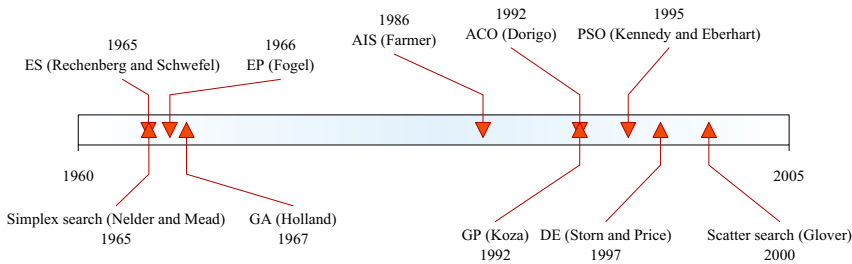 1965
ES (Rechenberg and Schwefel)
1966
EP (Fogel)
1986
AIS (Farmer)
1992
ACO (Dorigo)
1995
PSO (Kennedy and Eberhart)
1960
2005
Simplex search (Nelder and Mead)
1965
GA (Holland)
1967
GP (Koza)
1992
DE (Storn and Price)
1997
Scatter search (Glover)
2000